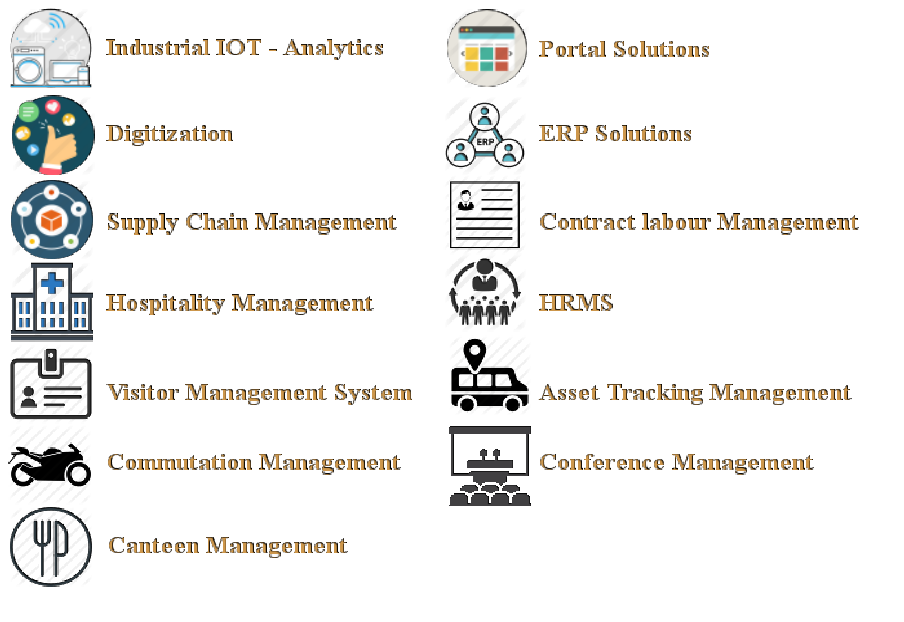 Industrial IOT - Analytics
Portal Solutions
Digitization
ERP
ERP Solutions
Supply Chain Management
Contract labour Management
Hospitality Management
HRMS
Visitor Management System
Asset Tracking Management
Commutation Management
Conference Management
Canteen Management